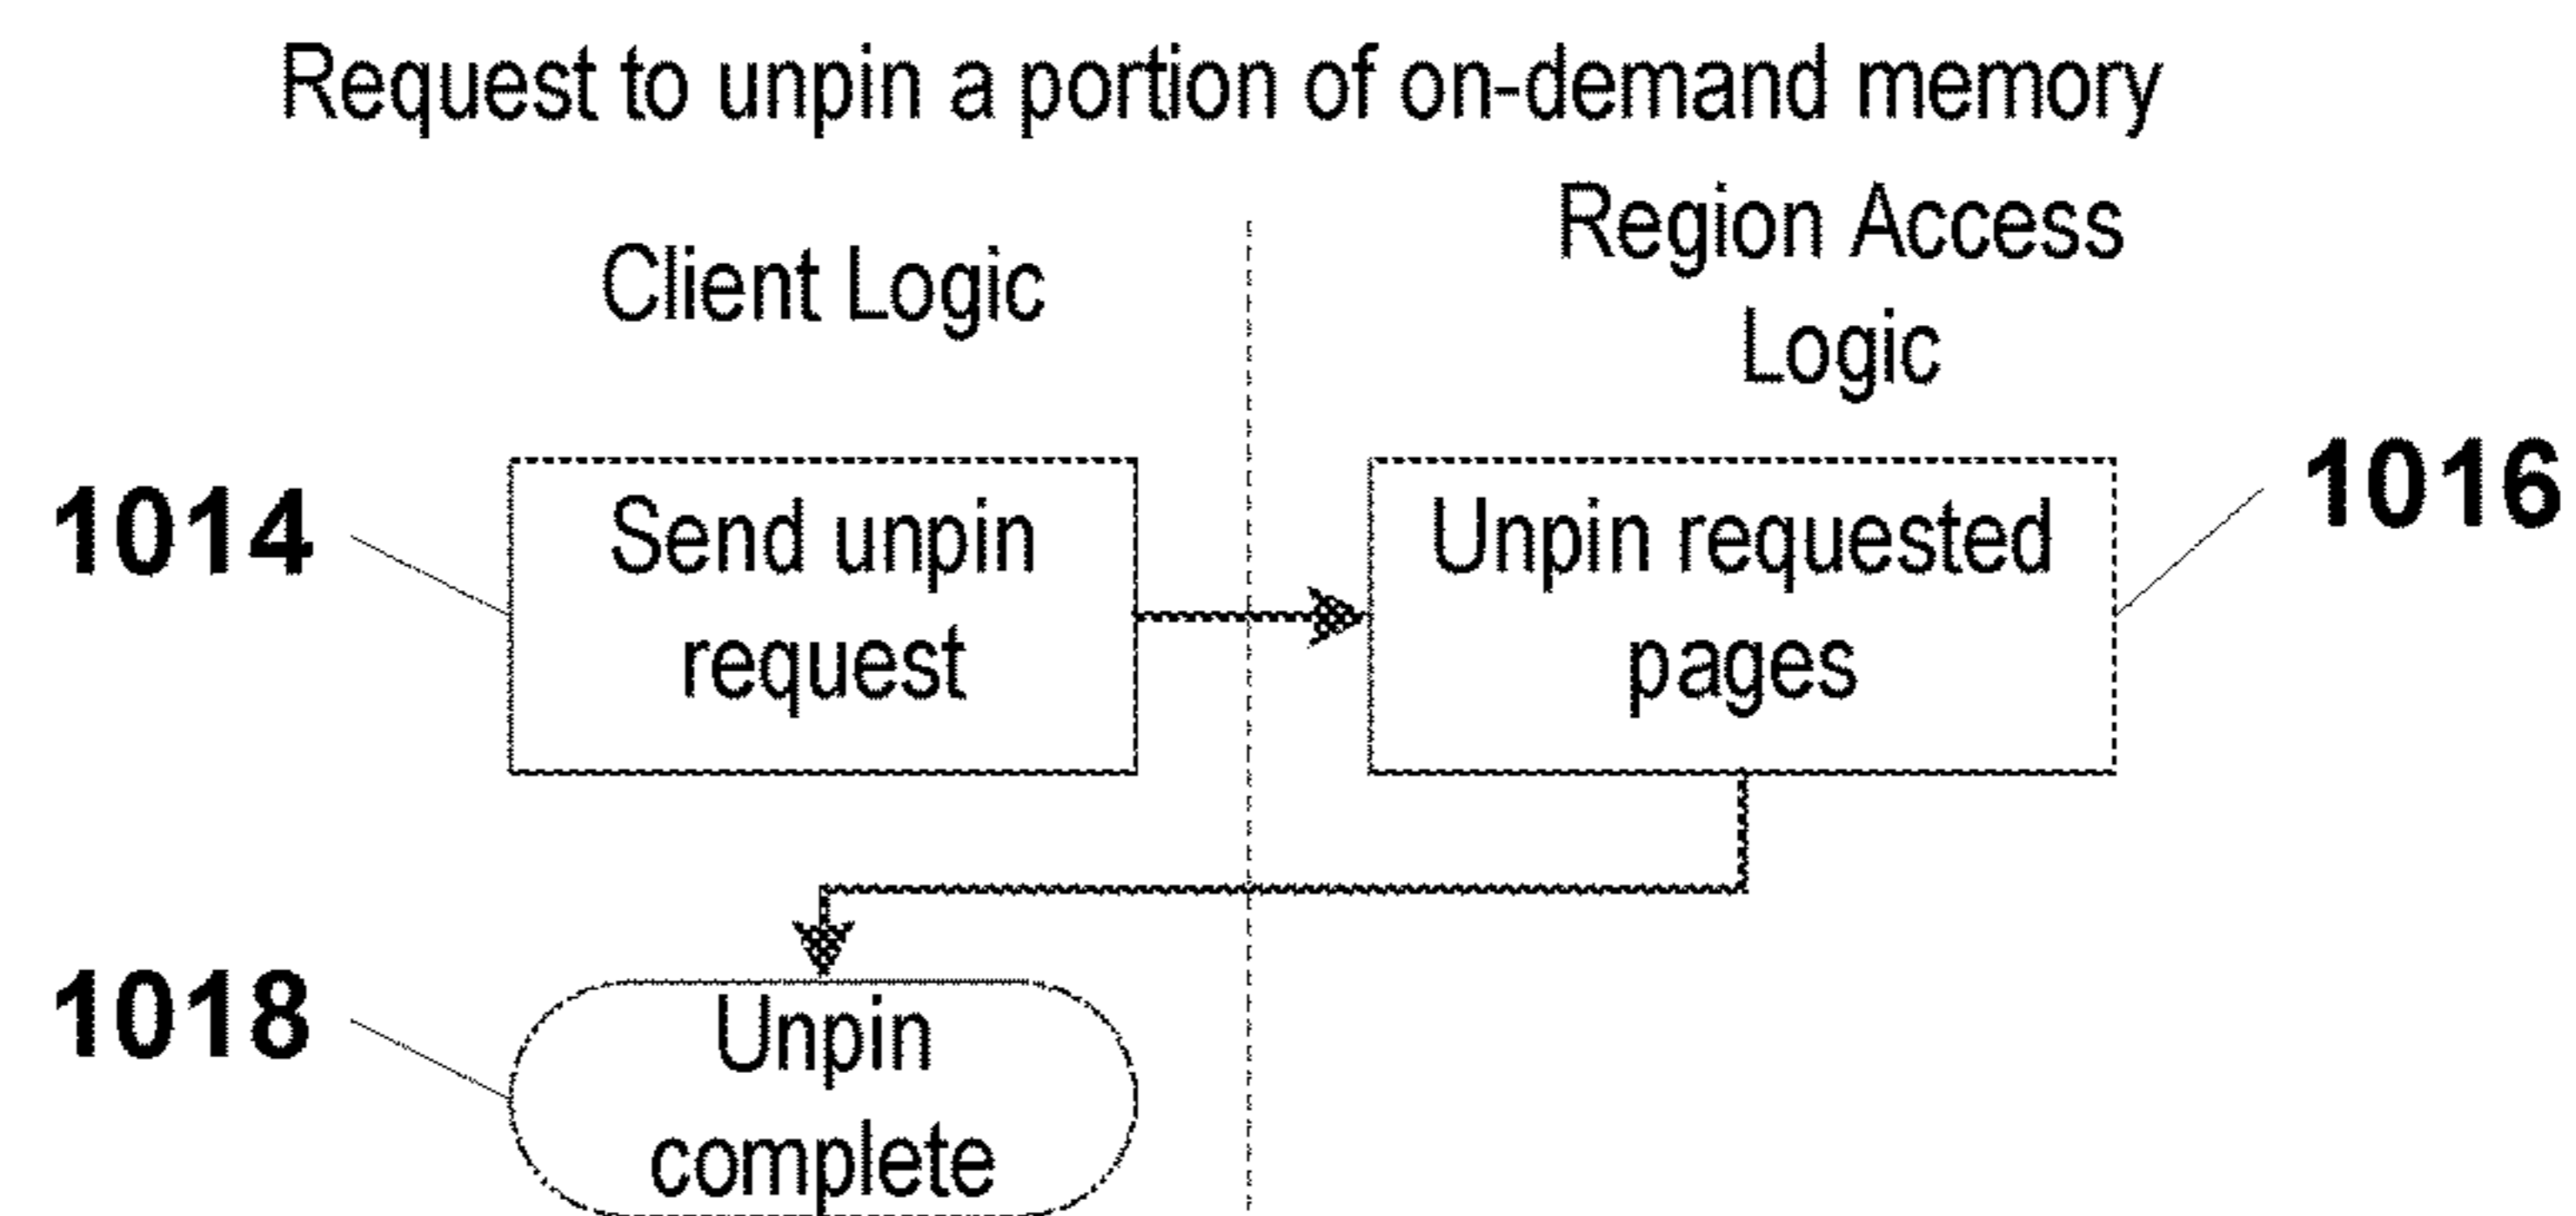 Request to unpin a portion of on-demand memory
Client Logic
Region Access
Logic
1014
Send unpin
request
Unpin requested
pages
1016
1018
Unpin
complete